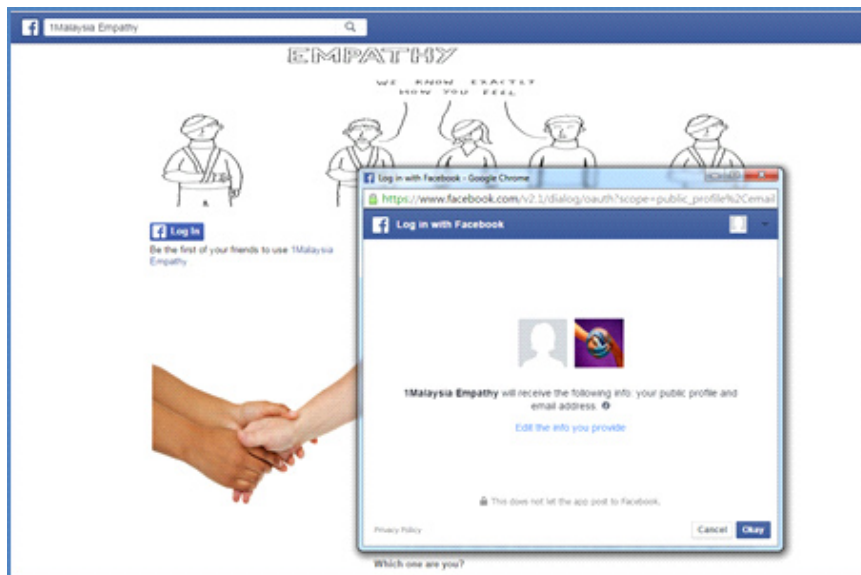 1Malaysia Empathy
EMPATHY
WE KNOW EXACTLY
HOW YOU FEEL
Log In
Be the first of your friends to use 1Malaysia
Empathy
Log in with Facebook - Google Chrome
https://www.facebook.com/v2.1/dialog/oauth?scope=public_profile%2Cemail
Log in with Facebook
1Malaysia Empathy will receive the following info: your public profile and
email address.
Edit the info you provide
This does not let the app post to Facebook.
Privacy Policy
Cancel
Okay
Which one are you?